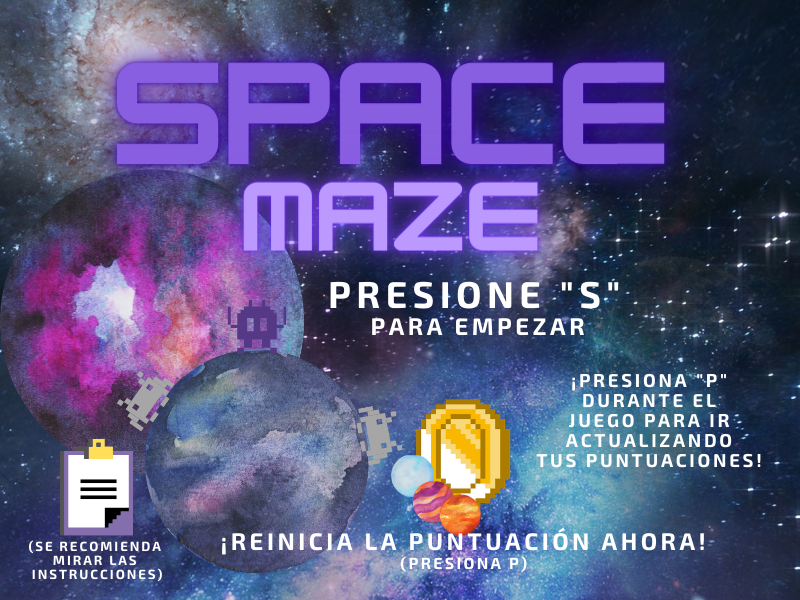 SPACE
MAZE
PRESIONE "S"
PARA EMPEZAR
¡PRESIONA "P"
DURANTE EL
JUEGO PARA IR
ACTUALIZANDO
TUS PUNTUACIONES!
¡REINICIA LA PUNTUACIÓN AHORA!
(PRESIONA P)
(SE RECOMIENDA
MIRAR LAS
INSTRUCCIONES)